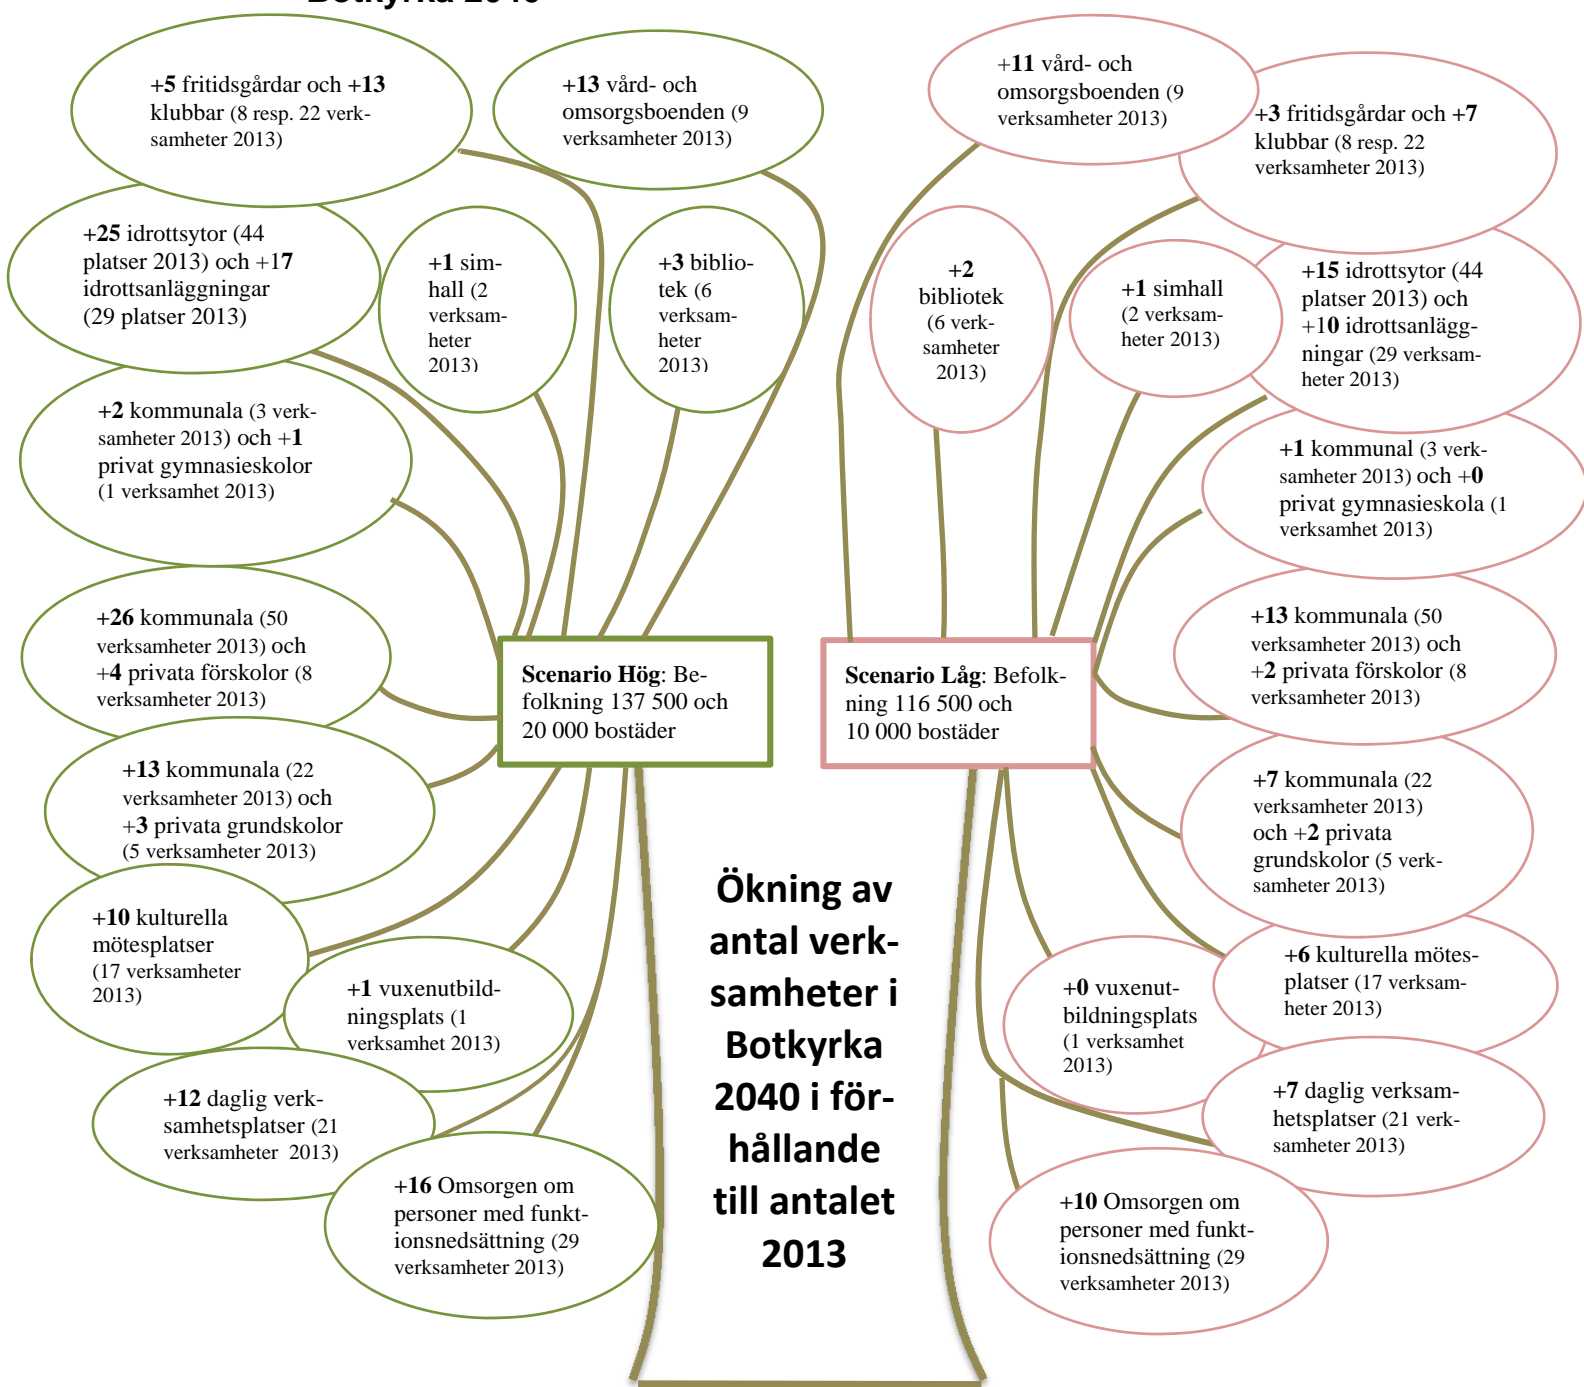 +5 fritidsgårdar och +13
klubbar (8 resp. 22 verk-
samheter 2013)
+13 vård- och
omsorgsboenden (9
verksamheter 2013)
+25 idrottsytor (44
platser 2013) och +17
idrottsanläggningar
(29 platser 2013)
+1 sim-
hall (2
verksam-
heter
2013)
+3 biblio-
tek (6
verksam-
heter
2013)
+2 kommunala (3 verk-
samheter 2013) och +1
privat gymnasieskolor
(1 verksamhet 2013)
+26 kommunala (50
verksamheter 2013) och
+4 privata förskolor (8
verksamheter 2013)
Scenario Hög: Be-
folkning 137 500 och
20 000 bostäder
+13 kommunala (22
verksamheter 2013) och
+3 privata grundskolor
(5 verksamheter 2013)
+10 kulturella
mötesplatser
(17 verksamheter
2013)
+1 vuxenutbild-
ningsplats (1
verksamhet 2013)
+12 daglig verk-
samhetsplatser (21
verksamheter 2013)
+16 Omsorgen om
personer med funkt-
ionsnedsättning (29
verksamheter 2013)
Ökning av
antal verk-
samheter i
Botkyrka
2040 i för-
hållande
till antalet
2013
+11 vård- och
omsorgsboenden (9
verksamheter 2013)
+3 fritidsgårdar och +7
klubbar (8 resp. 22
verksamheter 2013)
+2
bibliotek
(6 verk-
samheter
2013)
+1 simhall
(2 verksam-
heter 2013)
+15 idrottsytor (44
platser 2013) och
+10 idrottsanlägg-
ningar (29 verksam-
heter 2013)
+1 kommunal (3 verk-
samheter 2013) och +0
privat gymnasieskola (1
verksamhet 2013)
+13 kommunala (50
verksamheter 2013) och
+2 privata förskolor (8
verksamheter 2013)
Scenario Låg: Befolk-
ning 116 500 och
10 000 bostäder
+7 kommunala (22
verksamheter 2013)
och +2 privata
grundskolor (5 verk-
samheter 2013)
+6 kulturella mötes-
platser (17 verksam-
heter 2013)
+0 vuxenut-
bildningsplats
(1 verksamhet
2013)
+7 daglig verksam-
hetsplatser (21 verk-
samheter 2013)
+10 Omsorgen om
personer med funkt-
ionsnedsättning (29
verksamheter 2013)